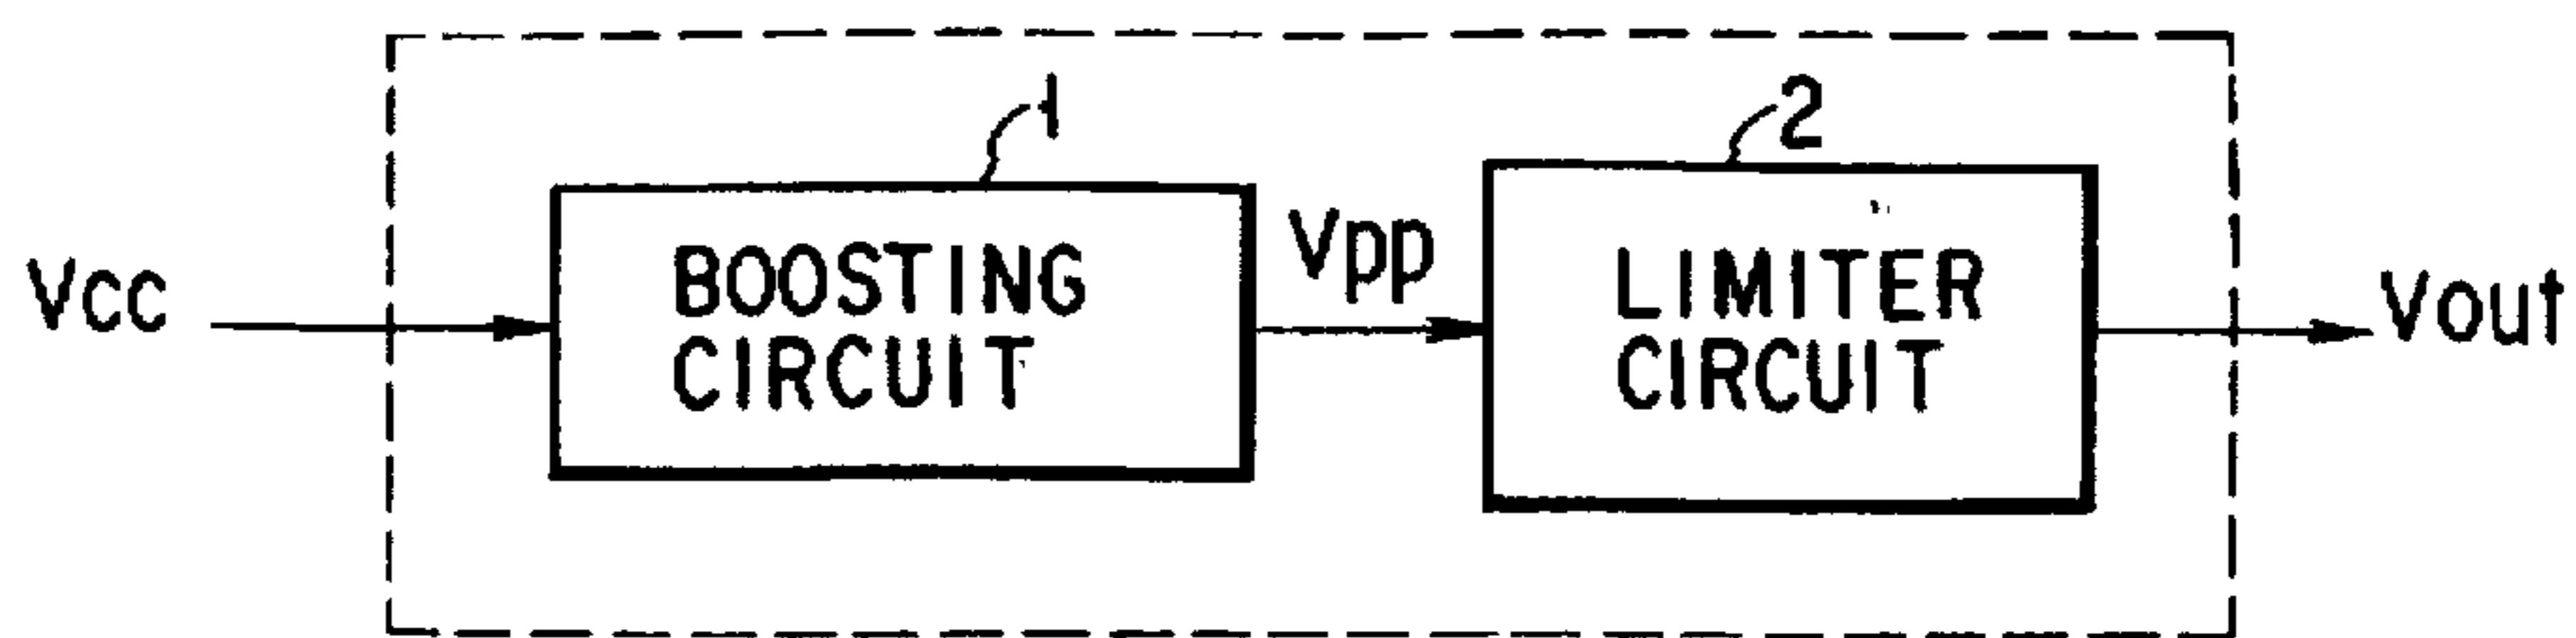 1
2
Vcc
BOOSTING
CIRCUIT
Vpp
LIMITER
CIRCUIT
Vout